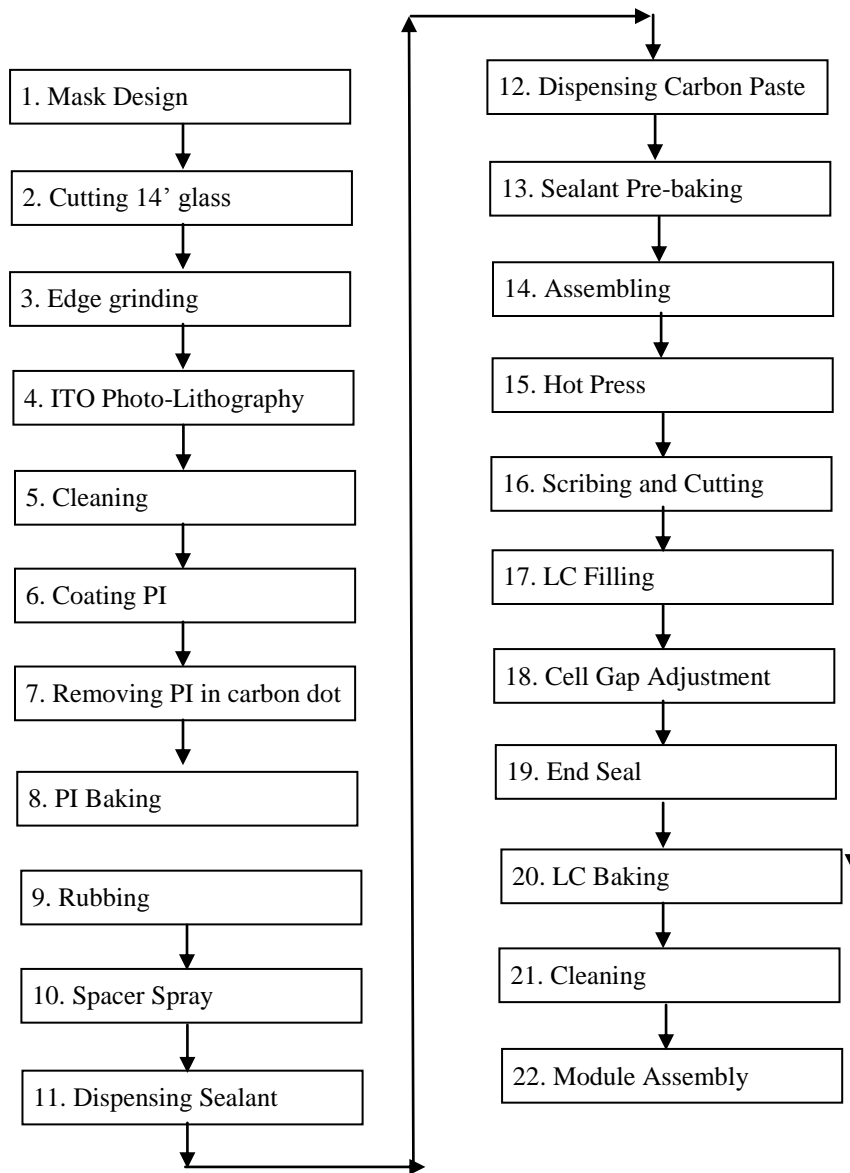 1. Mask Design
2. Cutting 14’ glass
3. Edge grinding
4. ITO Photo-Lithography
5. Cleaning
6. Coating PI
7. Removing PI in carbon dot
8. PI Baking
9. Rubbing
10. Spacer Spray
11. Dispensing Sealant
12. Dispensing Carbon Paste
13. Sealant Pre-baking
14. Assembling
15. Hot Press
16. Scribing and Cutting
17. LC Filling
18. Cell Gap Adjustment
19. End Seal
20. LC Baking
21. Cleaning
22. Module Assembly